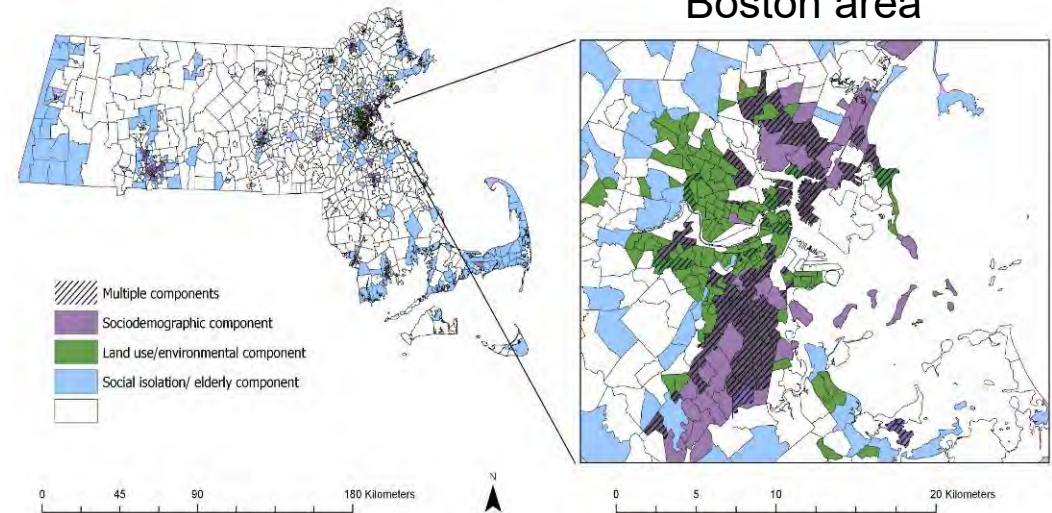 Boston area
Multiple components
Sociodemographic component
Land use/environmental component
Social isolation/ elderly component
N
0 45 90 180 Kilometers
0 5 10 20 Kilometers